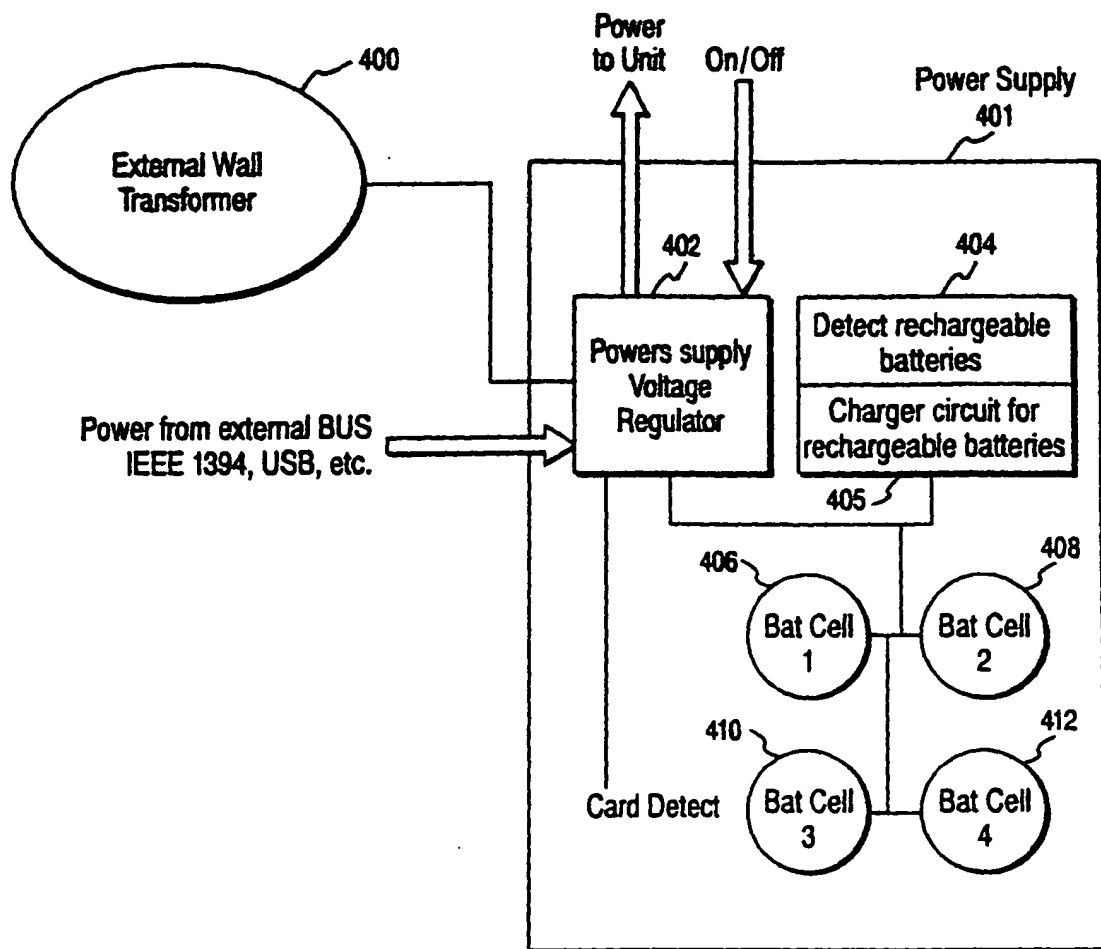 400
External Wall
Transformer
Power
to Unit
On/Off
Power Supply
401
402
Powers supply
Voltage
Regulator
404
Detect rechargeable
batteries
Charger circuit for
rechargeable batteries
405
Power from external BUS
IEEE 1394, USB, etc.
406
Bat Cell
1
408
Bat Cell
2
410
Bat Cell
3
412
Bat Cell
4
Card Detect